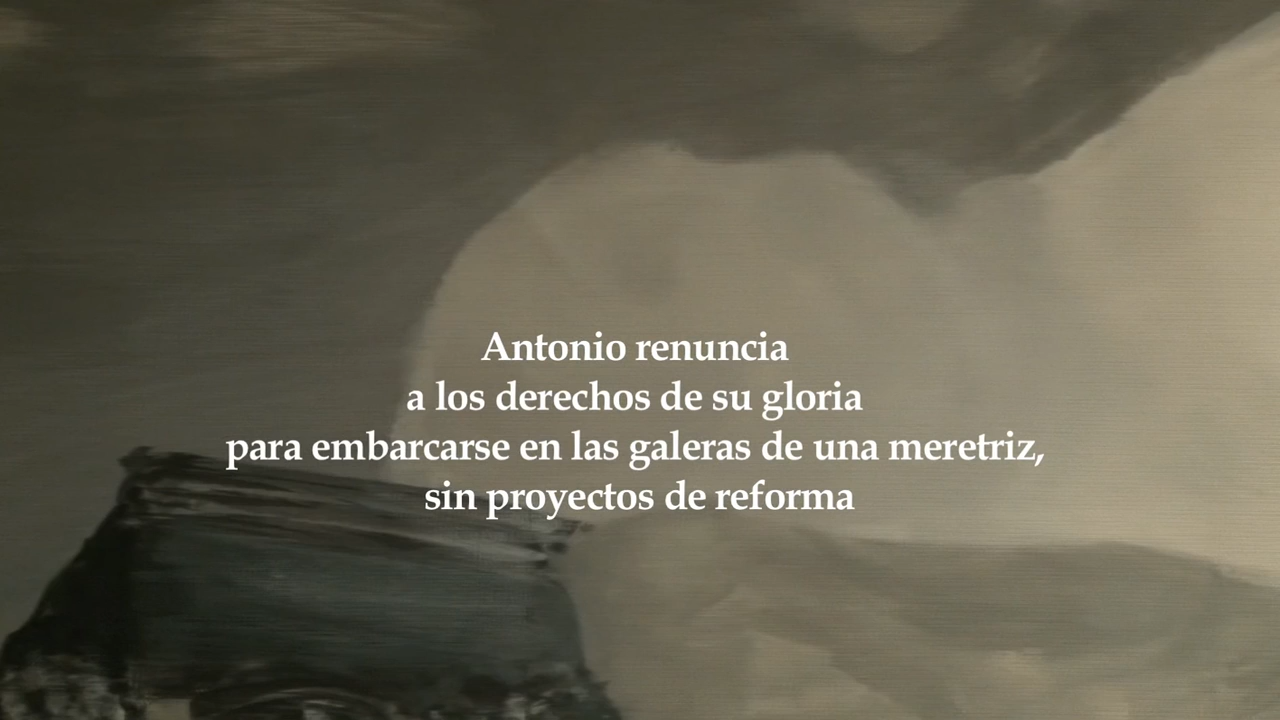 Antonio renuncia
a los derechos de su gloria
para embarcarse en las galeras de una meretriz,
sin proyectos de reforma